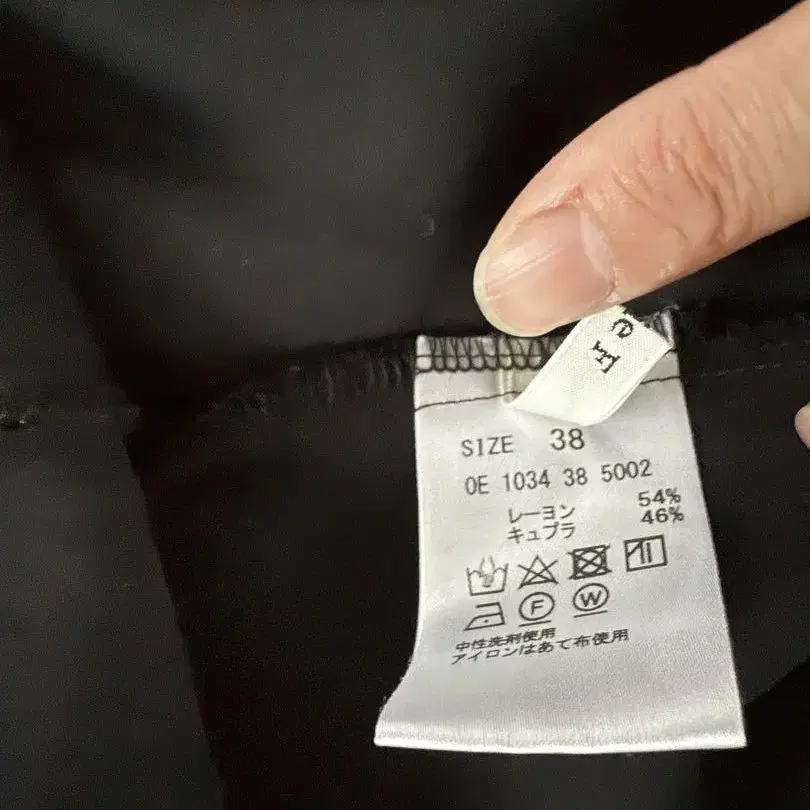 SIZE 38
OE 1034 38 5002
レーヨン 54%
キュプラ 46%
F W
中性洗剤使用
アイロンはあて布使用